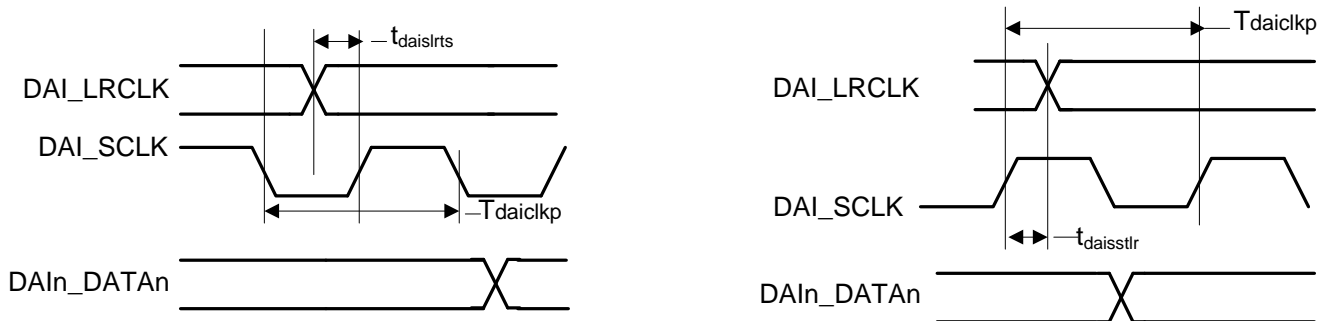 tdaislrts
DAI_LRCLK
DAI_SCLK
Tdaiclkp
DAIn_DATAn
Tdaiclkp
DAI_LRCLK
DAI_SCLK
tdaisstlr
DAIn_DATAn